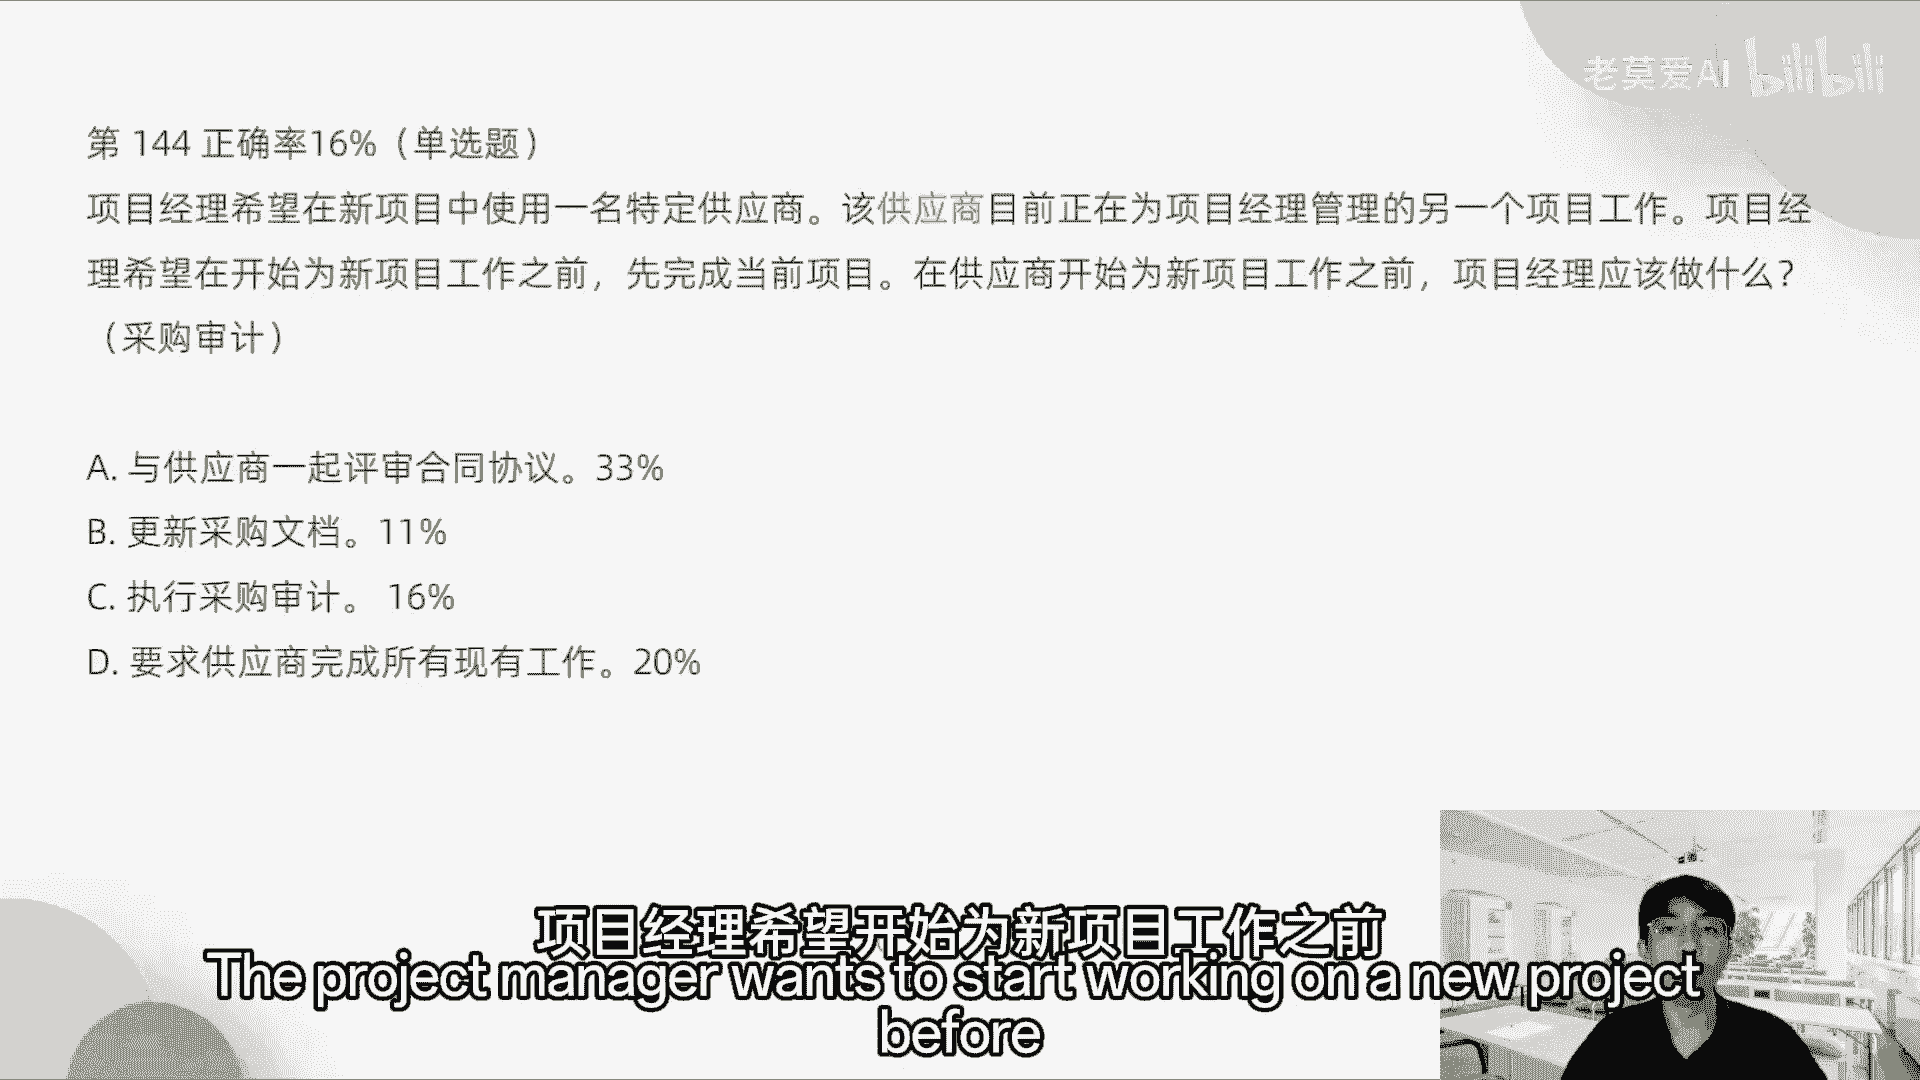 老莫爱AI bilibili
第 144 正确率16%（单选题）
项目经理希望在新项目中使用一名特定供应商。该供应商目前正在为项目经理管理的另一个项目工作。项目经
理希望在开始为新项目工作之前，先完成当前项目。在供应商开始为新项目工作之前，项目经理应该做什么？
（采购审计）
A. 与供应商一起评审合同协议。33%
B. 更新采购文档。11%
C. 执行采购审计。 16%
D. 要求供应商完成所有现有工作。20%
项目经理希望开始为新项目工作之前
The project manager wants to start working on a new project
before